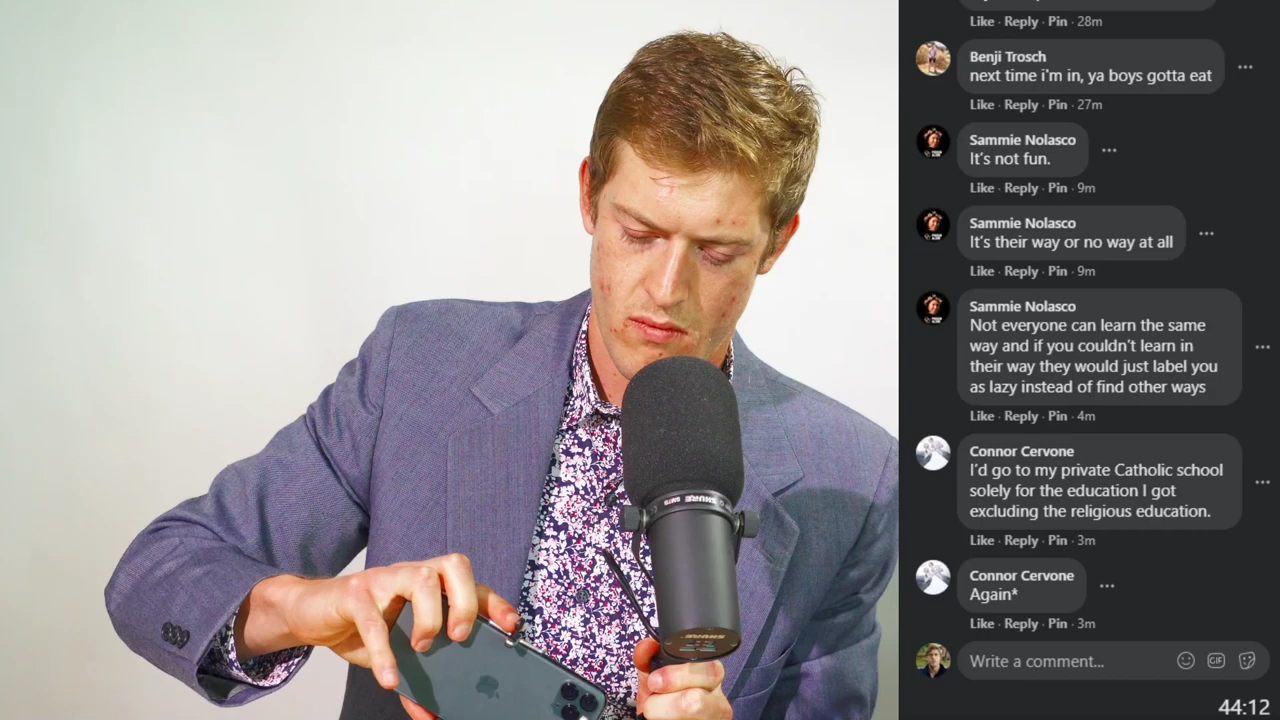 Like · Reply · Pin · 28m
Benji Trosch
next time i'm in, ya boys gotta eat
Like · Reply · Pin · 27m
Sammie Nolasco
It's not fun.
Like · Reply · Pin · 9m
Sammie Nolasco
It's their way or no way at all
Like · Reply · Pin · 9m
Sammie Nolasco
Not everyone can learn the same
way and if you couldn't learn in
their way they would just label you
as lazy instead of find other ways
Like · Reply · Pin · 4m
Connor Cervone
I'd go to my private Catholic school
solely for the education I got
excluding the religious education.
Like · Reply · Pin · 3m
Connor Cervone
Again*
Like · Reply · Pin · 3m
Write a comment...
GIF
44:12
SHURE SM7B
SHURE